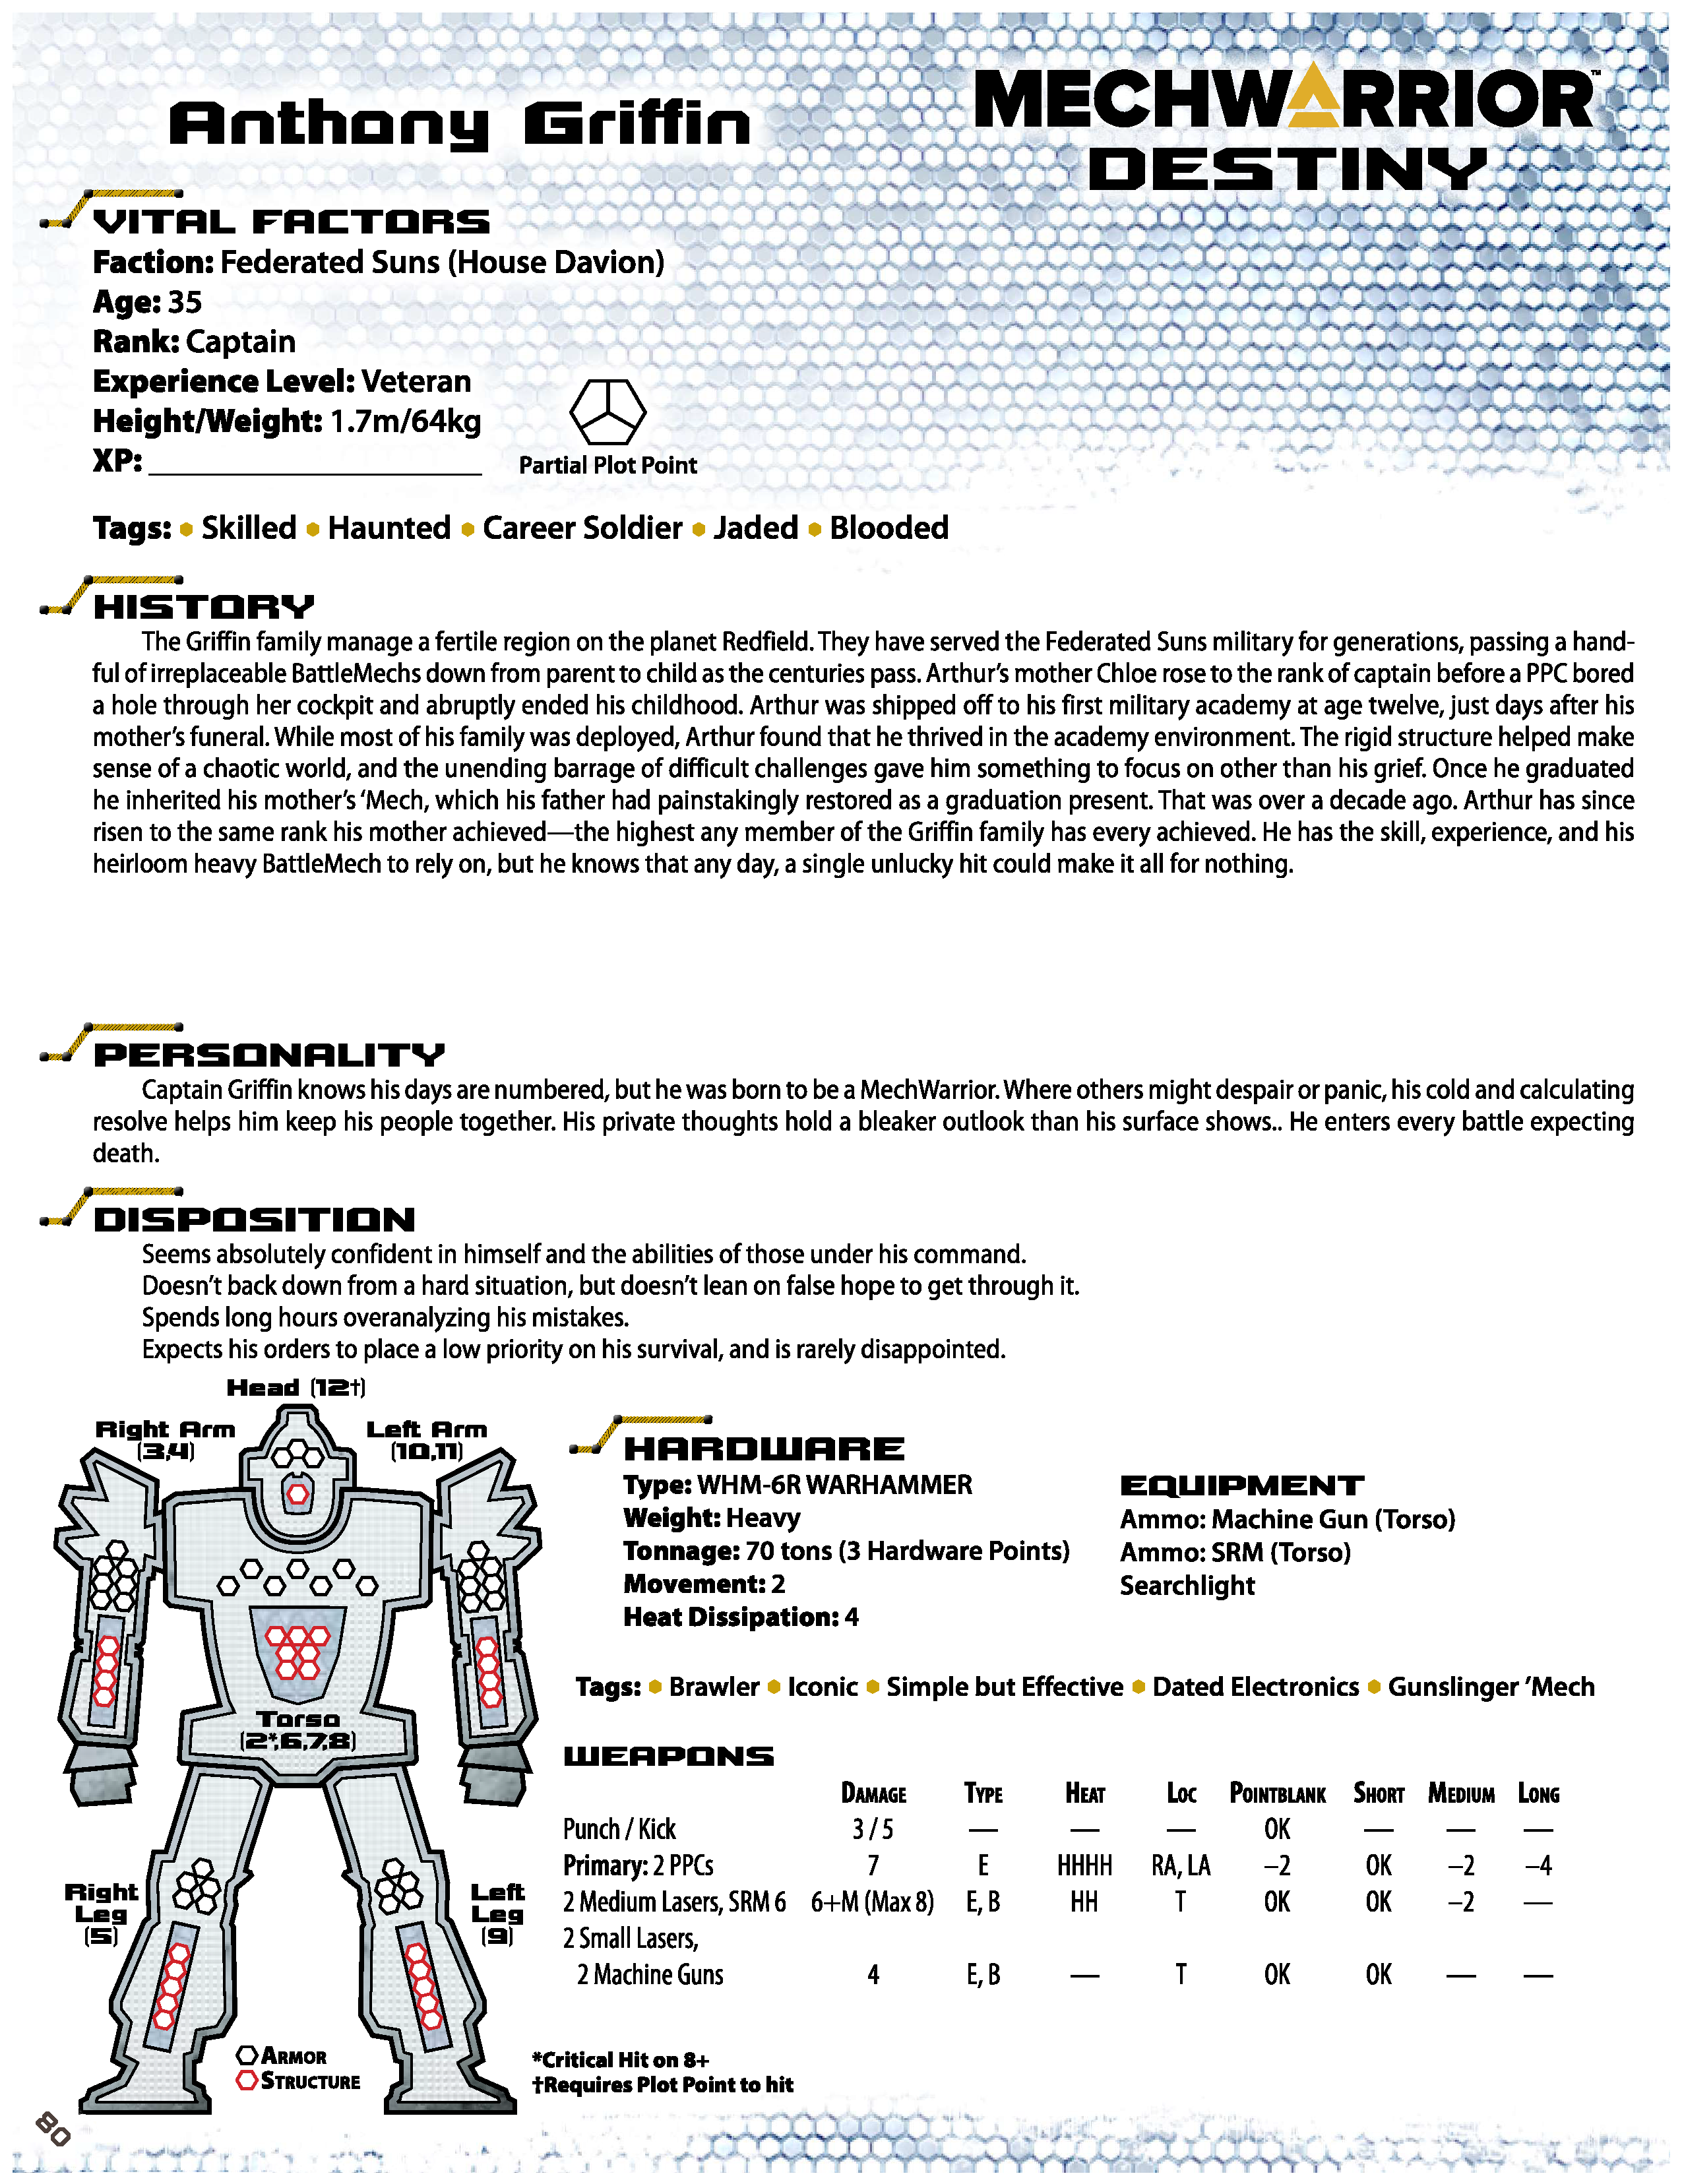 Anthony Griffin
MECHWARRIOR™
DESTINY
VITAL FACTORS
Faction: Federated Suns (House Davion)
Age: 35
Rank: Captain
Experience Level: Veteran
Height/Weight: 1.7m/64kg
XP: ____________________
Partial Plot Point
Tags: • Skilled • Haunted • Career Soldier • Jaded • Blooded
HISTORY
The Griffin family manage a fertile region on the planet Redfield. They have served the Federated Suns military for generations, passing a hand-
ful of irreplaceable BattleMechs down from parent to child as the centuries pass. Arthur's mother Chloe rose to the rank of captain before a PPC bored
a hole through her cockpit and abruptly ended his childhood. Arthur was shipped off to his first military academy at age twelve, just days after his
mother's funeral. While most of his family was deployed, Arthur found that he thrived in the academy environment. The rigid structure helped make
sense of a chaotic world, and the unending barrage of difficult challenges gave him something to focus on other than his grief. Once he graduated
he inherited his mother's 'Mech, which his father had painstakingly restored as a graduation present. That was over a decade ago. Arthur has since
risen to the same rank his mother achieved—the highest any member of the Griffin family has every achieved. He has the skill, experience, and his
heirloom heavy BattleMech to rely on, but he knows that any day, a single unlucky hit could make it all for nothing.
PERSONALITY
Captain Griffin knows his days are numbered, but he was born to be a MechWarrior. Where others might despair or panic, his cold and calculating
resolve helps him keep his people together. His private thoughts hold a bleaker outlook than his surface shows.. He enters every battle expecting
death.
DISPOSITION
Seems absolutely confident in himself and the abilities of those under his command.
Doesn't back down from a hard situation, but doesn't lean on false hope to get through it.
Spends long hours overanalyzing his mistakes.
Expects his orders to place a low priority on his survival, and is rarely disappointed.
Head (12†)
Right Arm
(3,4)
Left Arm
(10,11)
Torso
(2*,6,7,8)
Right
Leg
(5)
Left
Leg
(9)
ARMOR
STRUCTURE
HARDWARE
Type: WHM-6R WARHAMMER
Weight: Heavy
Tonnage: 70 tons (3 Hardware Points)
Movement: 2
Heat Dissipation: 4
EQUIPMENT
Ammo: Machine Gun (Torso)
Ammo: SRM (Torso)
Searchlight
Tags: • Brawler • Iconic • Simple but Effective • Dated Electronics • Gunslinger 'Mech
WEAPONS
DAMAGE TYPE HEAT LOC POINTBLANK SHORT MEDIUM LONG
Punch / Kick 3 / 5 — — — OK — — —
Primary: 2 PPCs 7 E HHHH RA, LA –2 OK –2 –4
2 Medium Lasers, SRM 6 6+M (Max 8) E, B HH T OK OK –2 —
2 Small Lasers,
2 Machine Guns 4 E, B — T OK OK — —
*Critical Hit on 8+
†Requires Plot Point to hit
80